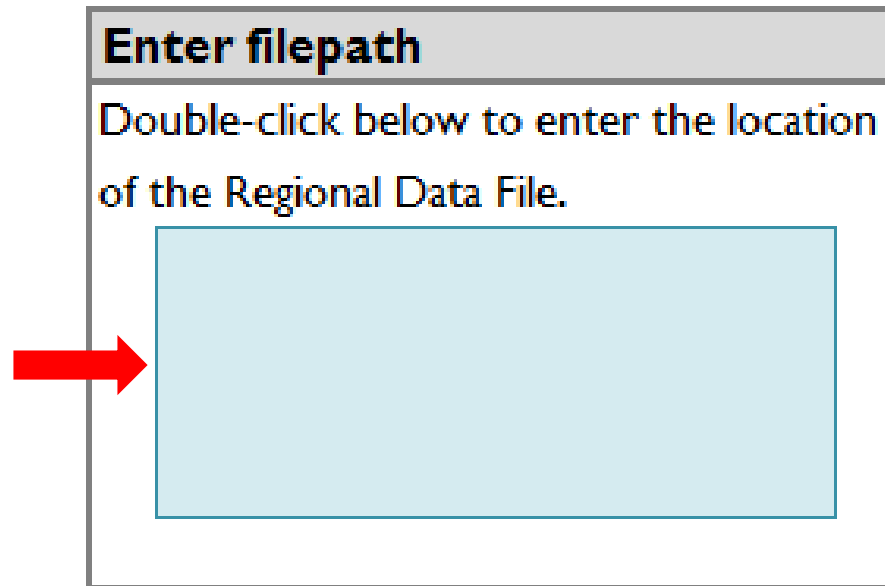 Enter filepath
Double-click below to enter the location
of the Regional Data File.